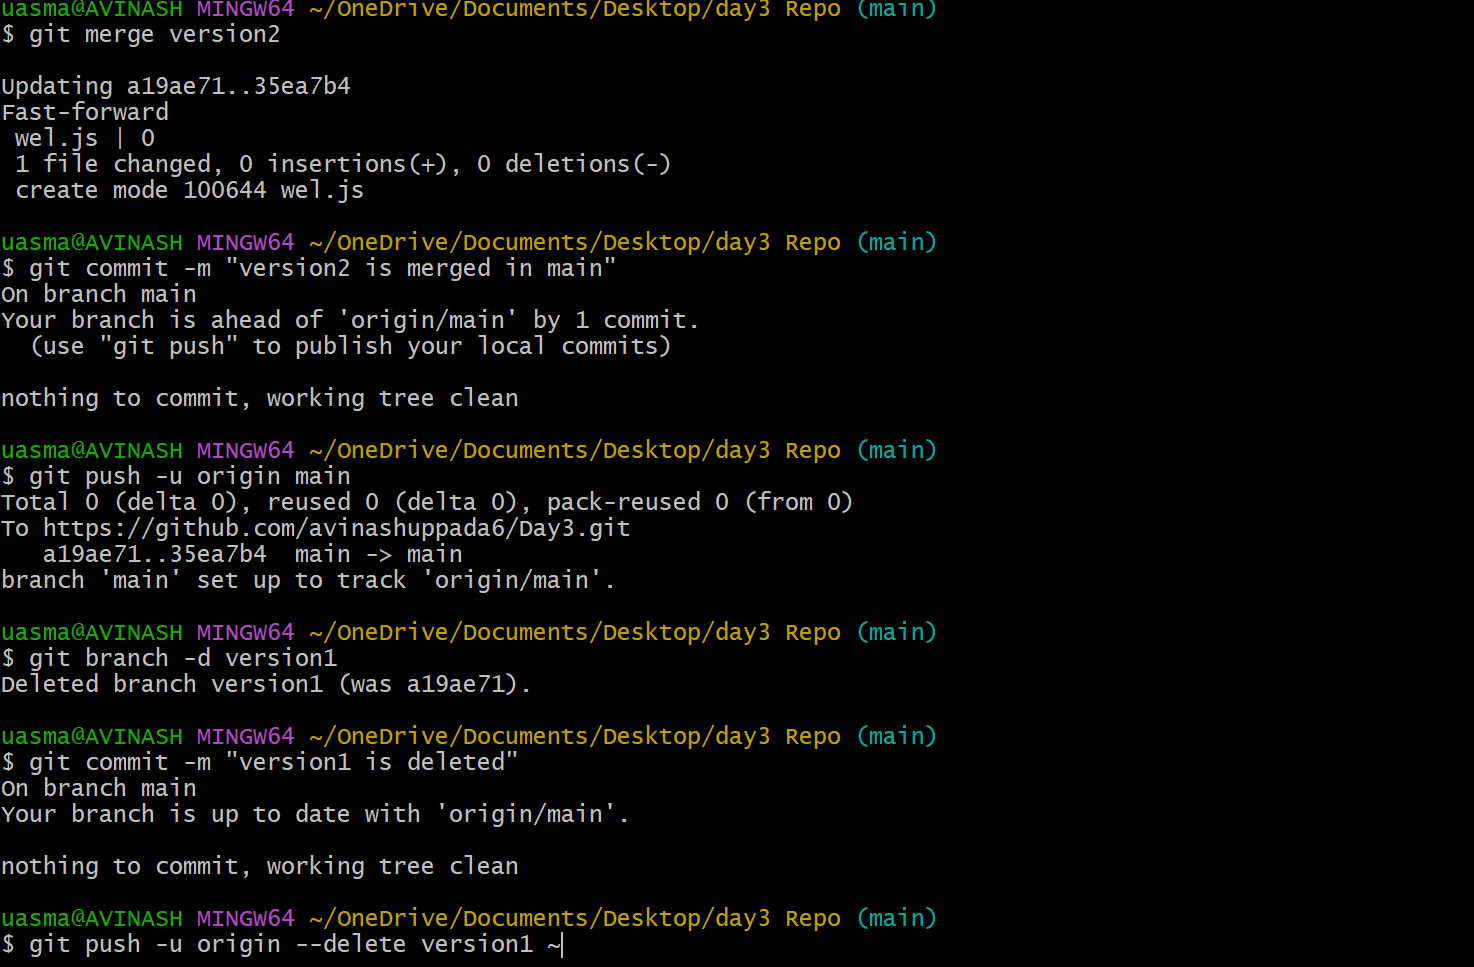 uasma@AVINASH MINGW64 ~/OneDrive/Documents/Desktop/day3 Repo (main)
$ git merge version2
Updating a19ae71..35ea7b4
Fast-forward
 wel.js | 0
 1 file changed, 0 insertions(+), 0 deletions(-)
 create mode 100644 wel.js
uasma@AVINASH MINGW64 ~/OneDrive/Documents/Desktop/day3 Repo (main)
$ git commit -m "version2 is merged in main"
On branch main
Your branch is ahead of 'origin/main' by 1 commit.
  (use "git push" to publish your local commits)
nothing to commit, working tree clean
uasma@AVINASH MINGW64 ~/OneDrive/Documents/Desktop/day3 Repo (main)
$ git push -u origin main
Total 0 (delta 0), reused 0 (delta 0), pack-reused 0 (from 0)
To https://github.com/avinashuppada6/Day3.git
   a19ae71..35ea7b4  main -> main
branch 'main' set up to track 'origin/main'.
uasma@AVINASH MINGW64 ~/OneDrive/Documents/Desktop/day3 Repo (main)
$ git branch -d version1
Deleted branch version1 (was a19ae71).
uasma@AVINASH MINGW64 ~/OneDrive/Documents/Desktop/day3 Repo (main)
$ git commit -m "version1 is deleted"
On branch main
Your branch is up to date with 'origin/main'.
nothing to commit, working tree clean
uasma@AVINASH MINGW64 ~/OneDrive/Documents/Desktop/day3 Repo (main)
$ git push -u origin --delete version1 ~